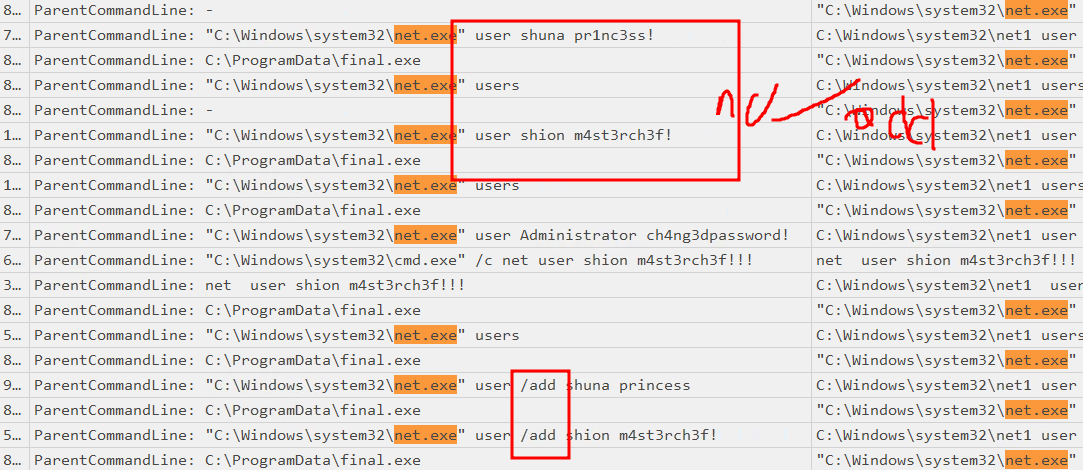 8… ParentCommandLine: - "C:\Windows\system32\net.exe"
7… ParentCommandLine: "C:\Windows\system32\net.exe" user shuna pr1nc3ss! C:\Windows\system32\net1 user
8… ParentCommandLine: C:\ProgramData\final.exe "C:\Windows\system32\net.exe"
8… ParentCommandLine: "C:\Windows\system32\net.exe" users C:\Windows\system32\net1 users
8… ParentCommandLine: - "C:\Windows\system32\net.exe"
1… ParentCommandLine: "C:\Windows\system32\net.exe" user shion m4st3rch3f! C:\Windows\system32\net1 user
8… ParentCommandLine: C:\ProgramData\final.exe "C:\Windows\system32\net.exe"
1… ParentCommandLine: "C:\Windows\system32\net.exe" users C:\Windows\system32\net1 users
8… ParentCommandLine: C:\ProgramData\final.exe "C:\Windows\system32\net.exe"
7… ParentCommandLine: "C:\Windows\system32\net.exe" user Administrator ch4ng3dpassword! C:\Windows\system32\net1 user
6… ParentCommandLine: "C:\Windows\system32\cmd.exe" /c net user shion m4st3rch3f!!! net  user shion m4st3rch3f!!!
3… ParentCommandLine: net  user shion m4st3rch3f!!! C:\Windows\system32\net1  user
8… ParentCommandLine: C:\ProgramData\final.exe "C:\Windows\system32\net.exe"
5… ParentCommandLine: "C:\Windows\system32\net.exe" users C:\Windows\system32\net1 users
8… ParentCommandLine: C:\ProgramData\final.exe "C:\Windows\system32\net.exe"
9… ParentCommandLine: "C:\Windows\system32\net.exe" user /add shuna princess C:\Windows\system32\net1 user
8… ParentCommandLine: C:\ProgramData\final.exe "C:\Windows\system32\net.exe"
5… ParentCommandLine: "C:\Windows\system32\net.exe" user /add shion m4st3rch3f! C:\Windows\system32\net1 user
8… ParentCommandLine: C:\ProgramData\final.exe "C:\Windows\system32\net.exe"